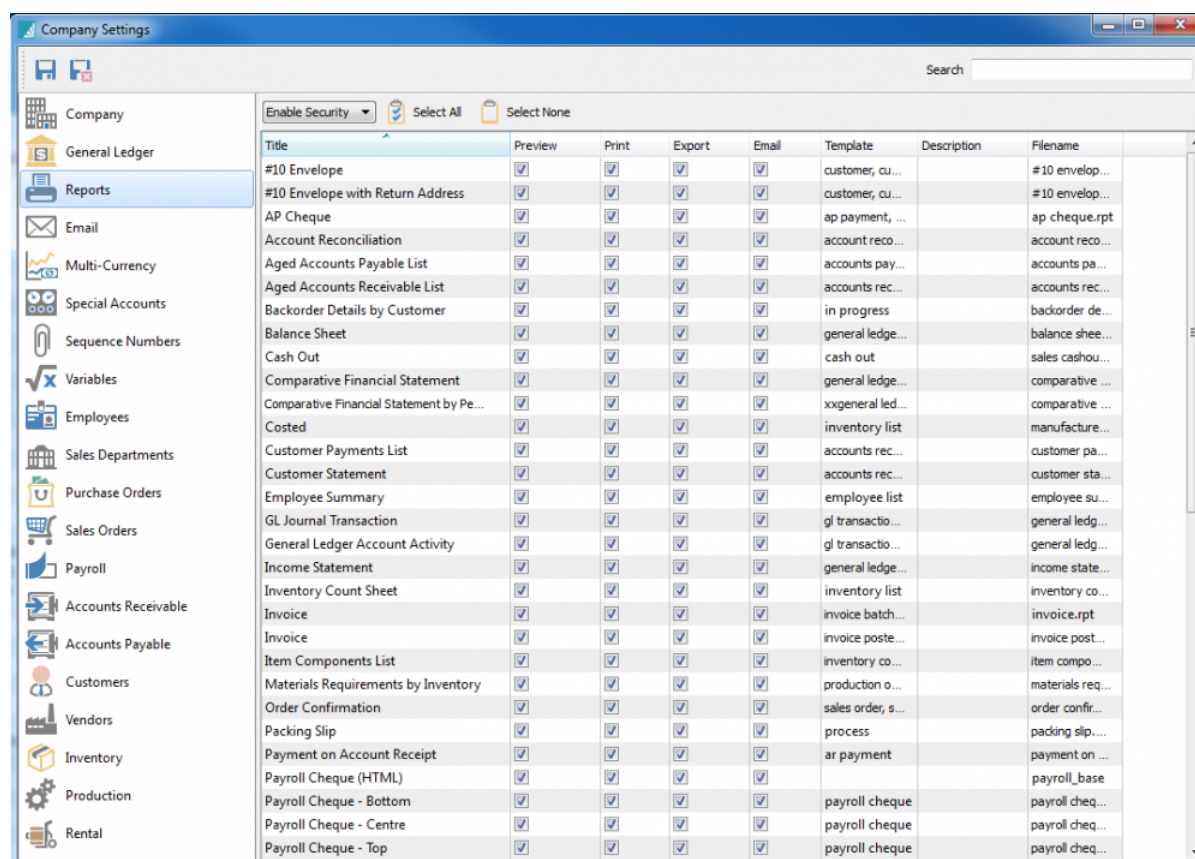 Company Settings
Search
Enable Security Select All Select None
Company
General Ledger
Reports
Email
Multi-Currency
Special Accounts
Sequence Numbers
Variables
Employees
Sales Departments
Purchase Orders
Sales Orders
Payroll
Accounts Receivable
Accounts Payable
Customers
Vendors
Inventory
Production
Rental
Title Preview Print Export Email Template Description Filename
#10 Envelope customer, cu... #10 envelop...
#10 Envelope with Return Address customer, cu... #10 envelop...
AP Cheque ap payment, ... ap cheque.rpt
Account Reconciliation account reco... account reco...
Aged Accounts Payable List accounts pay... accounts pa...
Aged Accounts Receivable List accounts rec... accounts rec...
Backorder Details by Customer in progress backorder de...
Balance Sheet general ledge... balance shee...
Cash Out cash out sales cashou...
Comparative Financial Statement general ledge... comparative ...
Comparative Financial Statement by Pe... xxgeneral led... comparative ...
Costed inventory list manufacture...
Customer Payments List accounts rec... customer pa...
Customer Statement accounts rec... customer sta...
Employee Summary employee list employee su...
GL Journal Transaction gl transactio... general ledg...
General Ledger Account Activity gl transactio... general ledg...
Income Statement general ledge... income state...
Inventory Count Sheet inventory list inventory co...
Invoice invoice batch... invoice.rpt
Invoice invoice poste... invoice post...
Item Components List inventory co... item compo...
Materials Requirements by Inventory production o... materials req...
Order Confirmation sales order, s... order confir...
Packing Slip process packing slip....
Payment on Account Receipt ar payment payment on ...
Payroll Cheque (HTML) payroll_base
Payroll Cheque - Bottom payroll cheque payroll cheq...
Payroll Cheque - Centre payroll cheque payroll cheq...
Payroll Cheque - Top payroll cheque payroll cheq...